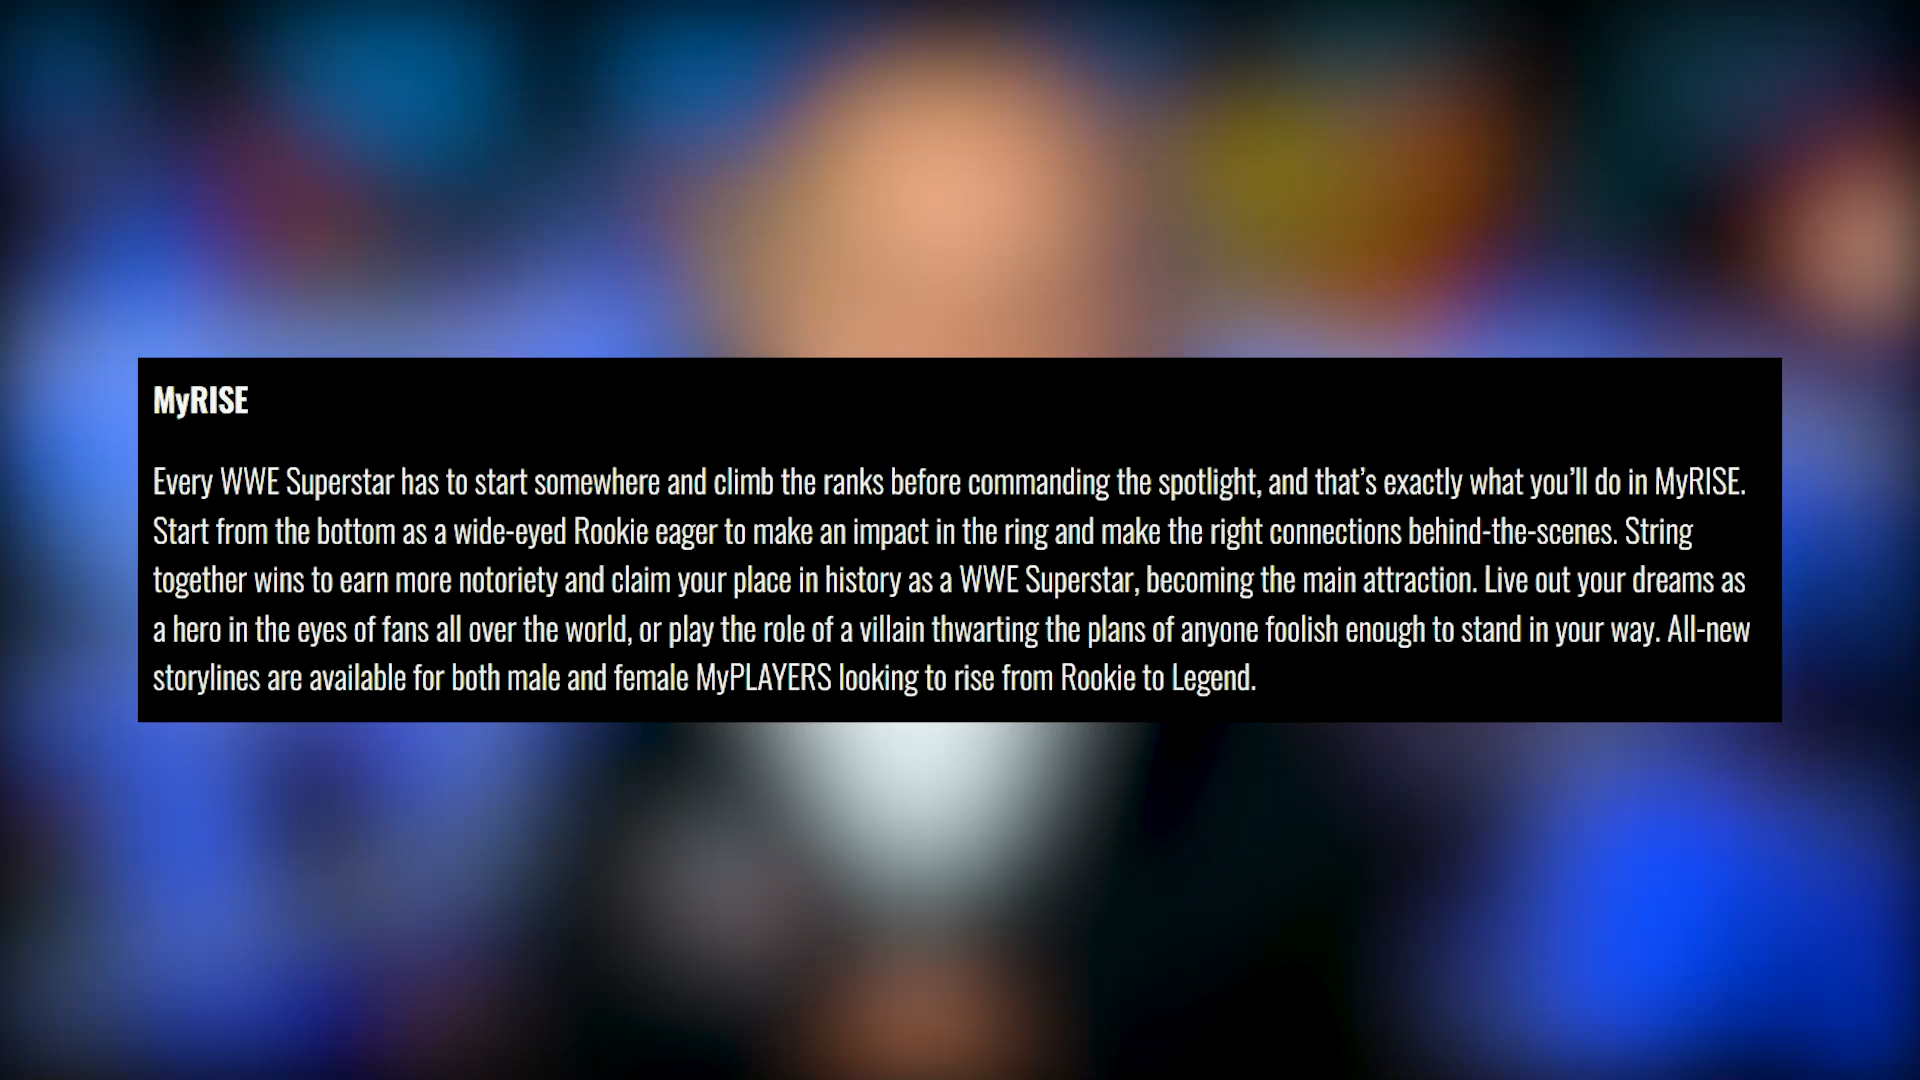 MyRISE
Every WWE Superstar has to start somewhere and climb the ranks before commanding the spotlight, and that’s exactly what you’ll do in MyRISE.
Start from the bottom as a wide-eyed Rookie eager to make an impact in the ring and make the right connections behind-the-scenes. String
together wins to earn more notoriety and claim your place in history as a WWE Superstar, becoming the main attraction. Live out your dreams as
a hero in the eyes of fans all over the world, or play the role of a villain thwarting the plans of anyone foolish enough to stand in your way. All-new
storylines are available for both male and female MyPLAYERS looking to rise from Rookie to Legend.